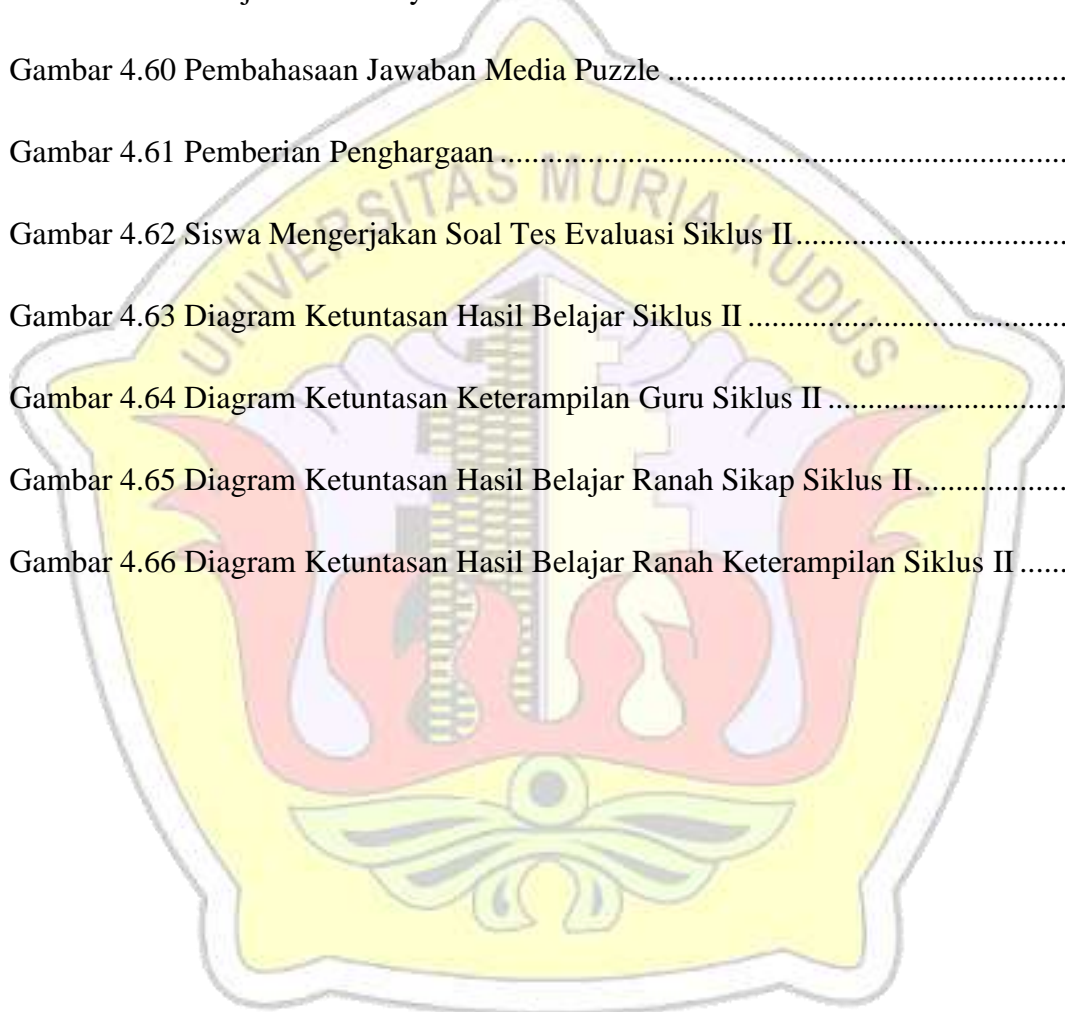 Gambar 4.60 Pembahasaan Jawaban Media Puzzle ..................................................
Gambar 4.61 Pemberian Penghargaan ........................................................................
Gambar 4.62 Siswa Mengerjakan Soal Tes Evaluasi Siklus II ..................................
UNIVERSITAS MURIA KUDUS
Gambar 4.63 Diagram Ketuntasan Hasil Belajar Siklus II ........................................
Gambar 4.64 Diagram Ketuntasan Keterampilan Guru Siklus II ..............................
Gambar 4.65 Diagram Ketuntasan Hasil Belajar Ranah Sikap Siklus II ...................
Gambar 4.66 Diagram Ketuntasan Hasil Belajar Ranah Keterampilan Siklus II ......